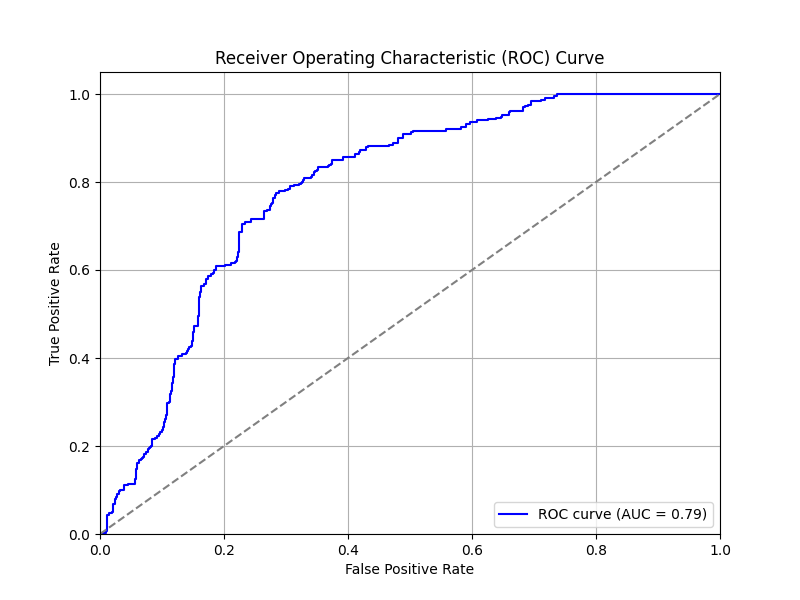 Receiver Operating Characteristic (ROC) Curve
True Positive Rate
1.0
0.8
0.6
0.4
0.2
0.0
ROC curve (AUC = 0.79)
0.0 0.2 0.4 0.6 0.8 1.0
False Positive Rate